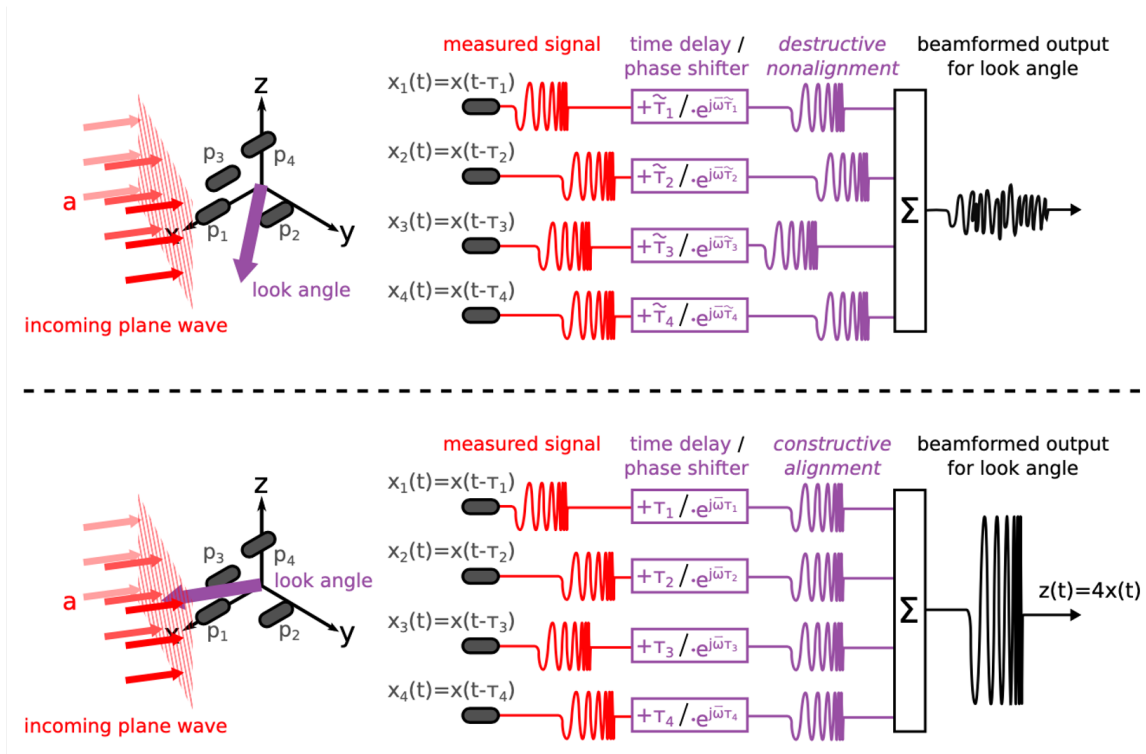 measured signal
time delay /
phase shifter
destructive
nonalignment
beamformed output
for look angle
x₁(t)=x(t-τ₁)
x₂(t)=x(t-τ₂)
x₃(t)=x(t-τ₃)
x₄(t)=x(t-τ₄)
+τ̃₁/·e^{jω̅τ̃₁}
+τ̃₂/·e^{jω̅τ̃₂}
+τ̃₃/·e^{jω̅τ̃₃}
+τ̃₄/·e^{jω̅τ̃₄}
Σ
z
p₃
p₄
a
x
p₁
p₂
y
look angle
incoming plane wave
measured signal
time delay /
phase shifter
constructive
alignment
beamformed output
for look angle
x₁(t)=x(t-τ₁)
x₂(t)=x(t-τ₂)
x₃(t)=x(t-τ₃)
x₄(t)=x(t-τ₄)
+τ₁/·e^{jω̅τ₁}
+τ₂/·e^{jω̅τ₂}
+τ₃/·e^{jω̅τ₃}
+τ₄/·e^{jω̅τ₄}
Σ
z(t)=4x(t)
z
p₃
p₄
look angle
a
x
p₁
p₂
y
incoming plane wave